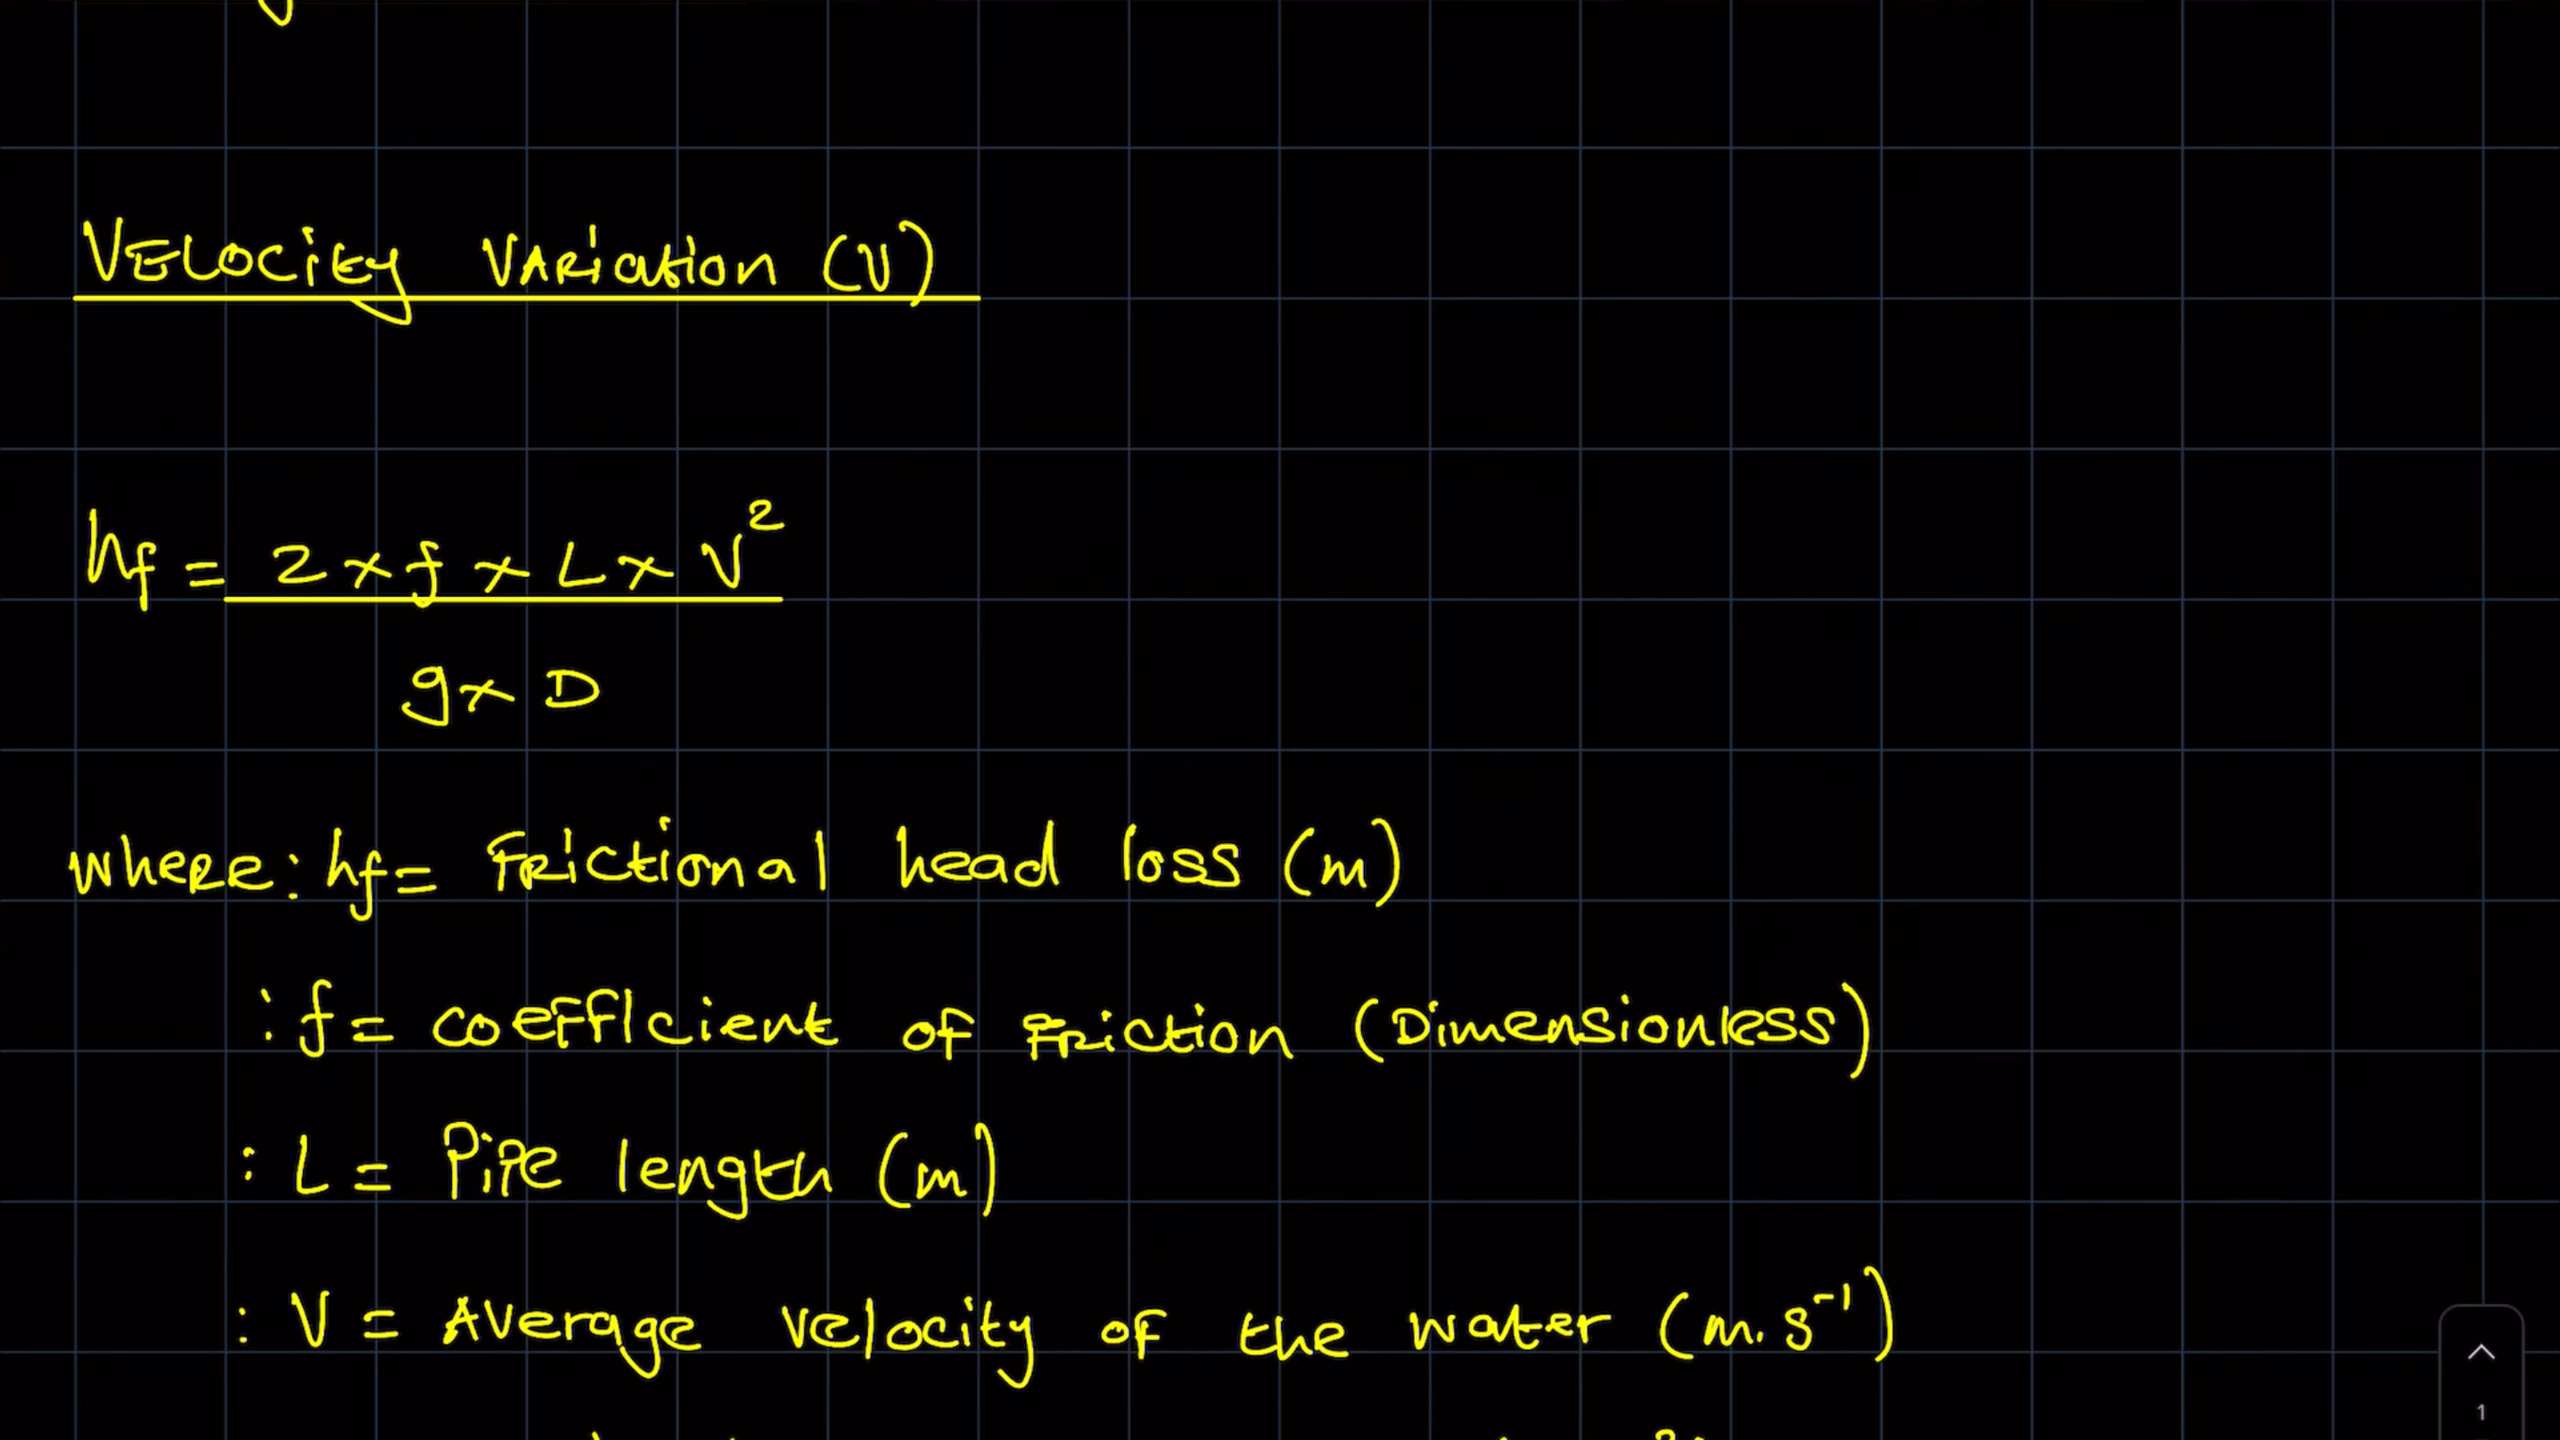 VELOCITY VARIATION (V)
hf = 2 × f × L × V²
g × D
where: hf = Frictional head loss (m)
: f = coefficient of Friction (Dimensionless)
: L = Pipe length (m)
: V = Average velocity of the water (m.s⁻¹)
1